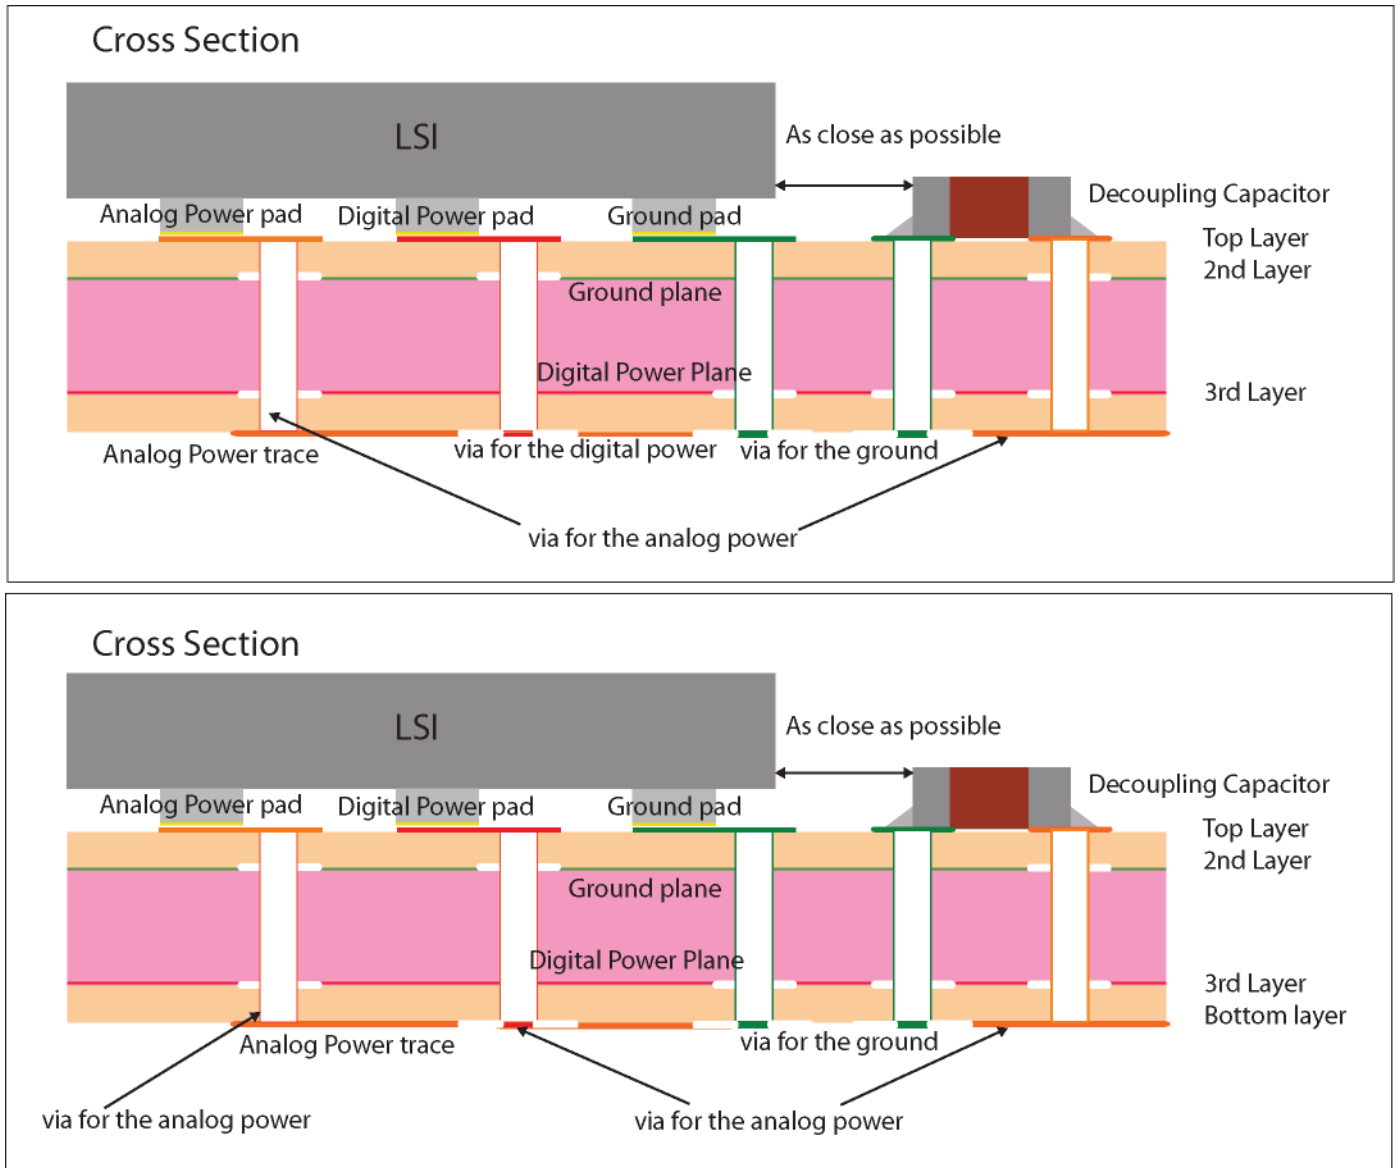 Cross Section
LSI
As close as possible
Decoupling Capacitor
Analog Power pad
Digital Power pad
Ground pad
Top Layer
2nd Layer
Ground plane
Digital Power Plane
3rd Layer
Analog Power trace
via for the digital power
via for the ground
via for the analog power
Cross Section
LSI
As close as possible
Decoupling Capacitor
Analog Power pad
Digital Power pad
Ground pad
Top Layer
2nd Layer
Ground plane
Digital Power Plane
3rd Layer
Bottom layer
Analog Power trace
via for the ground
via for the analog power
via for the analog power